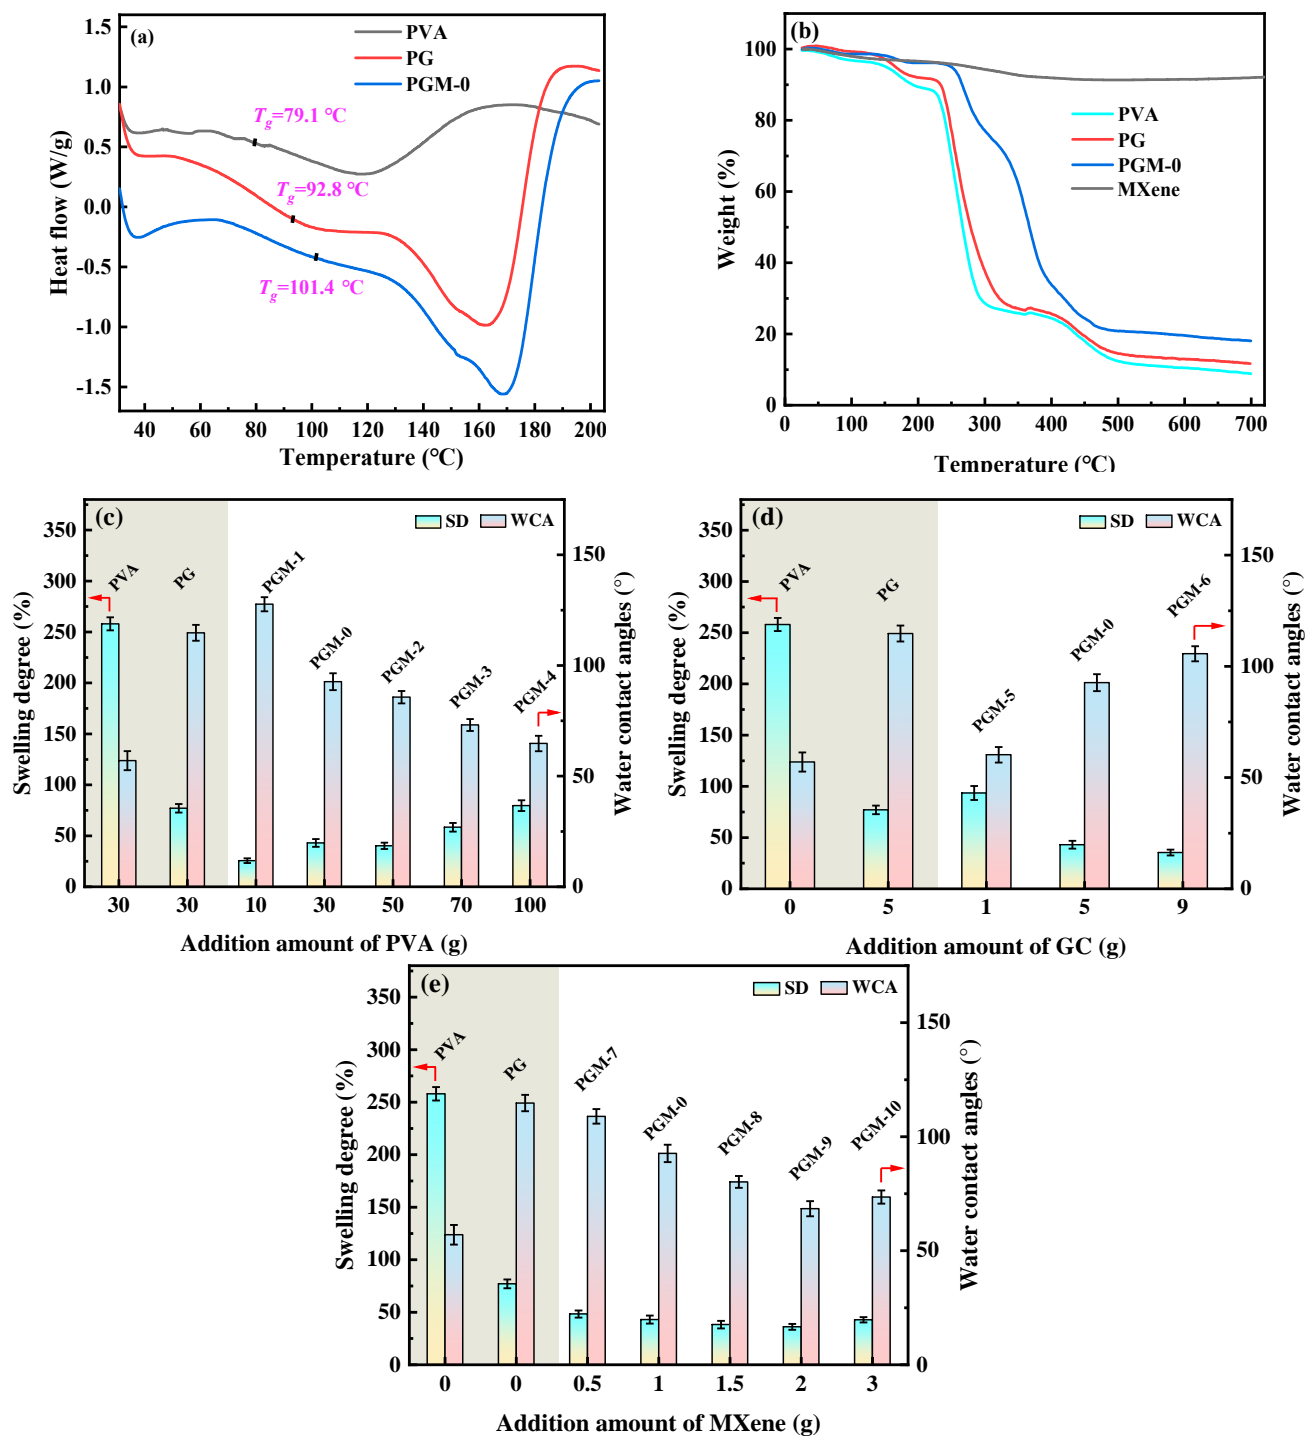 (a)
PVA
PG
PGM-0
Tg=79.1 °C
Tg=92.8 °C
Tg=101.4 °C
1.5
1.0
0.5
0.0
-0.5
-1.0
-1.5
Heat flow (W/g)
40 60 80 100 120 140 160 180 200
Temperature (°C)
(b)
PVA
PG
PGM-0
MXene
100
80
60
40
20
0
Weight (%)
0 100 200 300 400 500 600 700
Temperature (°C)
(c)
SD WCA
PVA
PG
PGM-1
PGM-0
PGM-2
PGM-3
PGM-4
350
300
250
200
150
100
50
0
Swelling degree (%)
150
100
50
0
Water contact angles (°)
30 30 10 30 50 70 100
Addition amount of PVA (g)
(d)
SD WCA
PVA
PG
PGM-5
PGM-0
PGM-6
350
300
250
200
150
100
50
0
Swelling degree (%)
150
100
50
0
Water contact angles (°)
0 5 1 5 9
Addition amount of GC (g)
(e)
SD WCA
PVA
PG
PGM-7
PGM-0
PGM-8
PGM-9
PGM-10
350
300
250
200
150
100
50
0
Swelling degree (%)
150
100
50
0
Water contact angles (°)
0 0 0.5 1 1.5 2 3
Addition amount of MXene (g)